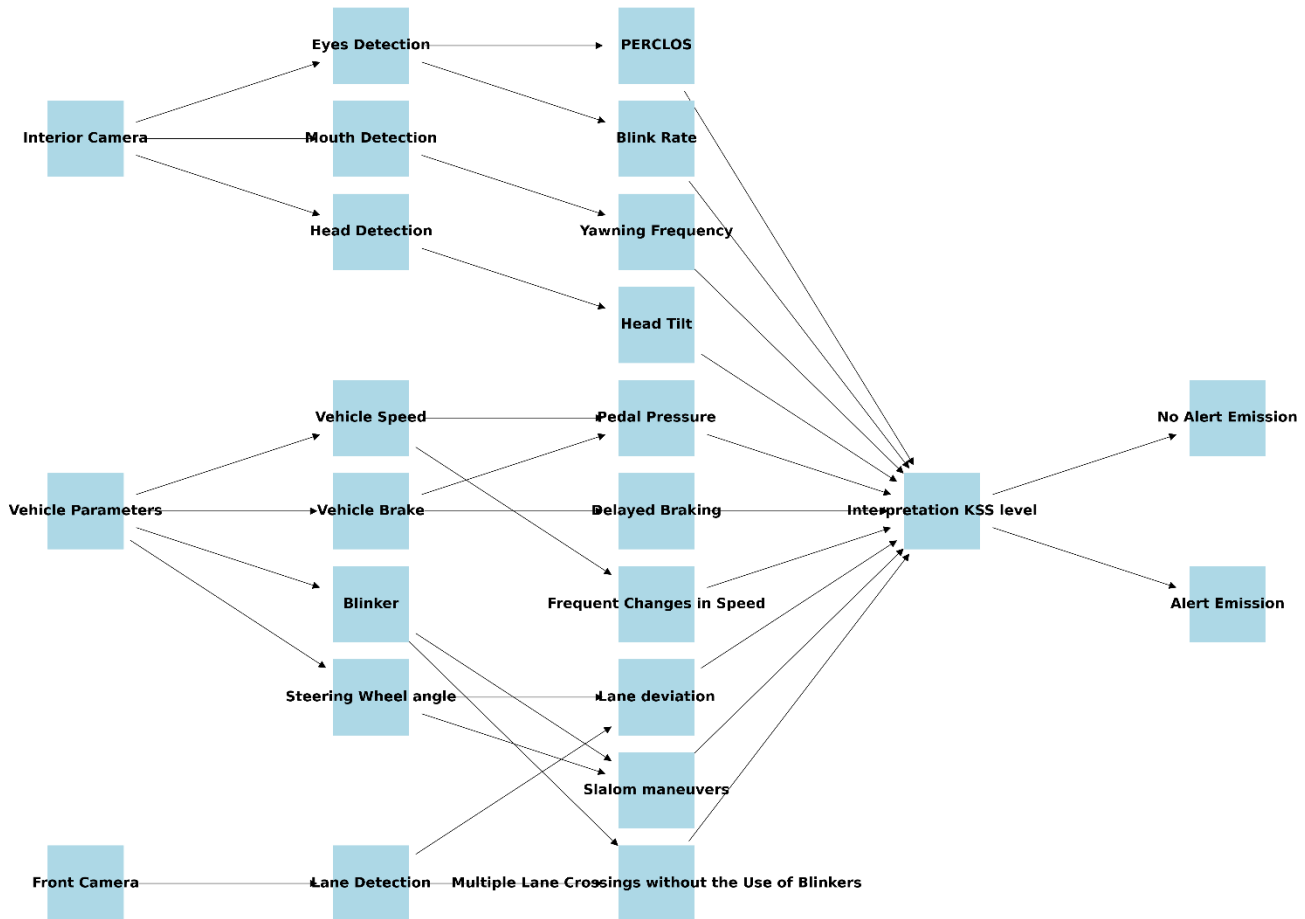 Eyes Detection
PERCLOS
Interior Camera
Mouth Detection
Blink Rate
Head Detection
Yawning Frequency
Head Tilt
Vehicle Speed
Pedal Pressure
No Alert Emission
Vehicle Parameters
Vehicle Brake
Delayed Braking
Interpretation KSS level
Blinker
Frequent Changes in Speed
Alert Emission
Steering Wheel angle
Lane deviation
Slalom maneuvers
Front Camera
Lane Detection
Multiple Lane Crossings without the Use of Blinkers